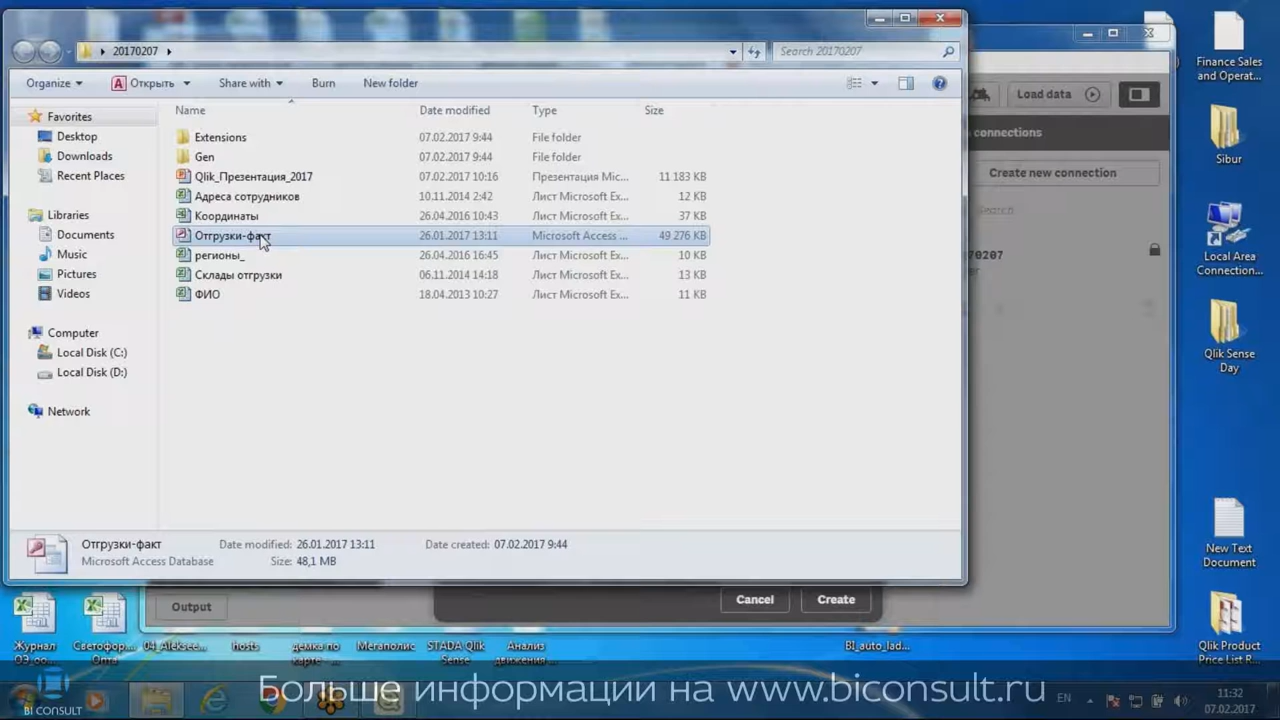 20170207
Search 20170207
Organize
Открыть
Share with
Burn
New folder
Name
Date modified
Type
Size
Favorites
Desktop
Downloads
Recent Places
Libraries
Documents
Music
Pictures
Videos
Computer
Local Disk (C:)
Local Disk (D:)
Network
Extensions 07.02.2017 9:44 File folder
Gen 07.02.2017 9:44 File folder
Qlik_Презентация_2017 07.02.2017 10:16 Презентация Mic... 11 183 KB
Адреса сотрудников 10.11.2014 2:42 Лист Microsoft Ex... 12 KB
Координаты 26.04.2016 10:43 Лист Microsoft Ex... 37 KB
Отгрузки-факт 26.01.2017 13:11 Microsoft Access ... 49 276 KB
регионы_ 26.04.2016 16:45 Лист Microsoft Ex... 10 KB
Склады отгрузки 06.11.2014 14:18 Лист Microsoft Ex... 13 KB
ФИО 18.04.2013 10:27 Лист Microsoft Ex... 11 KB
Отгрузки-факт
Date modified: 26.01.2017 13:11
Date created: 07.02.2017 9:44
Microsoft Access Database
Size: 48,1 MB
Load data
connections
Create new connection
Search
Output
Cancel
Create
Finance Sales
and Operat...
Sibur
Local Area
Connection...
Qlik Sense
Day
New Text
Document
Qlik Product
Price List R...
Журнал
Светофор...
04_Aleksee...
hosts
демка по
карте - ...
Мегаполис
STADA Qlik
Sense
Анализ
движения ...
BI_auto_lad...
Больше информации на www.biconsult.ru
BI CONSULT
EN
11:32
07.02.2017